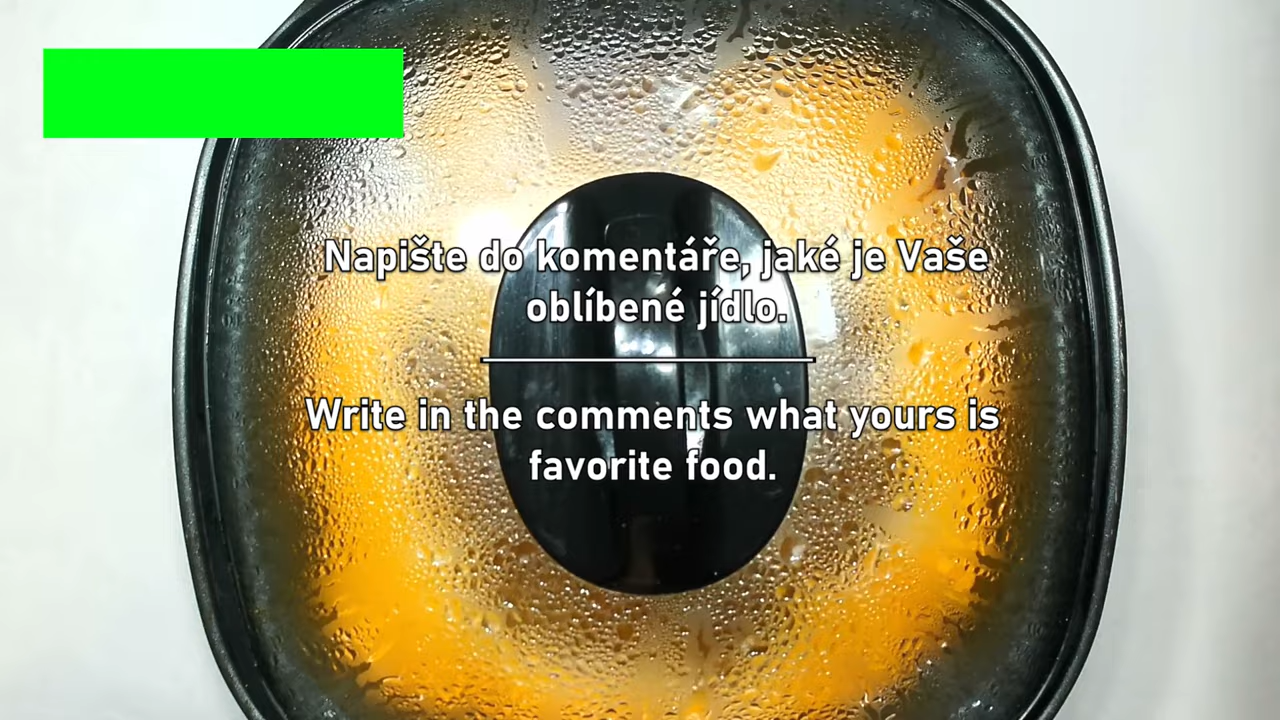 Napište do komentáře, jaké je Vaše
oblíbené jídlo.
Write in the comments what yours is
favorite food.